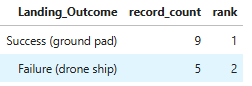 Landing_Outcome record_count rank
Success (ground pad) 9 1
Failure (drone ship) 5 2